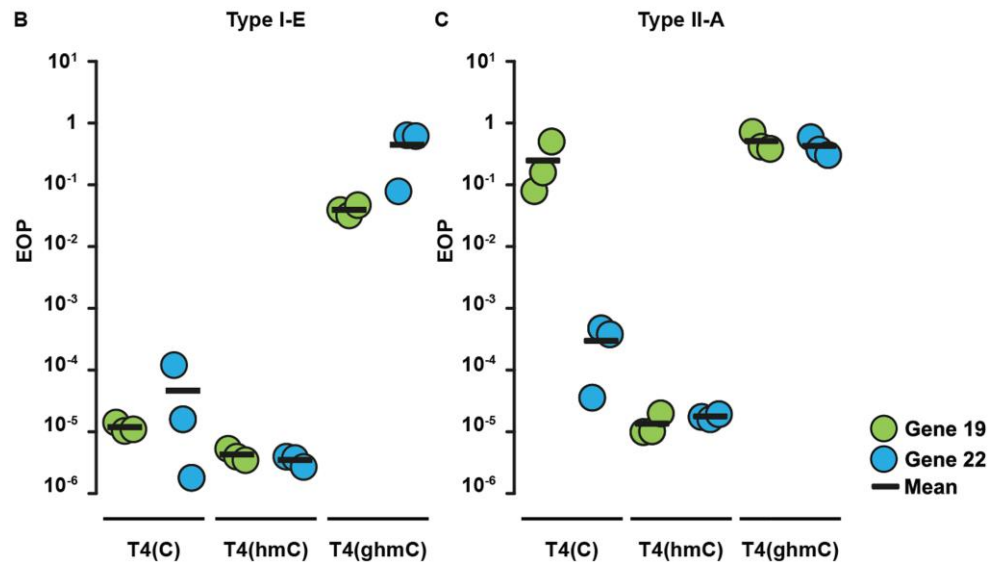 B Type I-E
EOP
10¹
1
10⁻¹
10⁻²
10⁻³
10⁻⁴
10⁻⁵
10⁻⁶
T4(C) T4(hmC) T4(ghmC)
C Type II-A
EOP
10¹
1
10⁻¹
10⁻²
10⁻³
10⁻⁴
10⁻⁵
10⁻⁶
T4(C) T4(hmC) T4(ghmC)
Gene 19
Gene 22
Mean